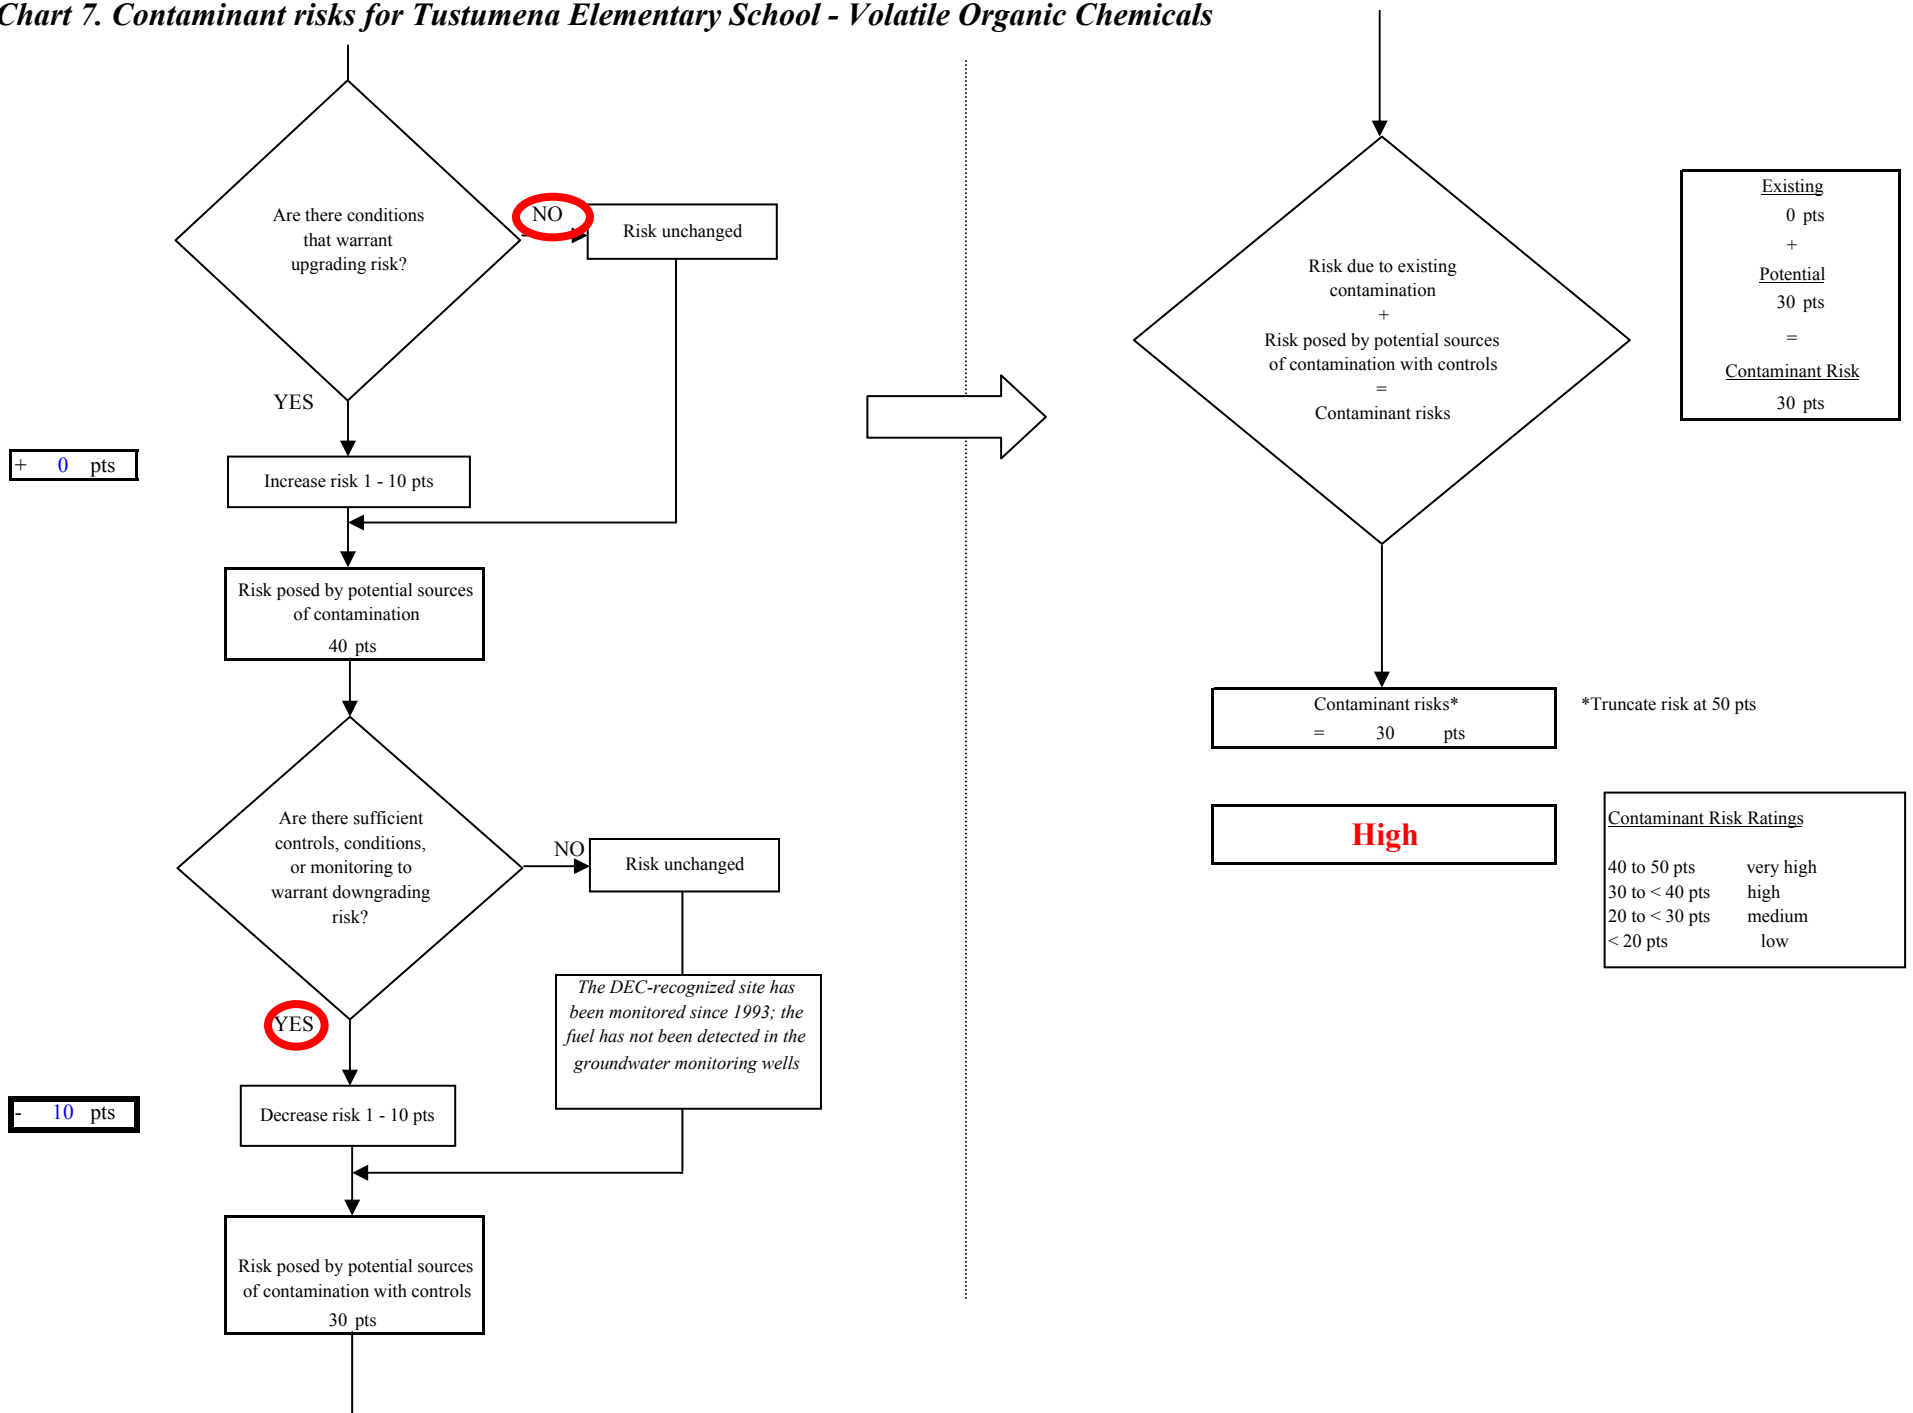 Chart 7. Contaminant risks for Tustumena Elementary School - Volatile Organic Chemicals
Are there conditions
that warrant
upgrading risk?
NO
Risk unchanged
YES
+ 0 pts
Increase risk 1 - 10 pts
Risk posed by potential sources
of contamination
40 pts
Are there sufficient
controls, conditions,
or monitoring to
warrant downgrading
risk?
NO
Risk unchanged
The DEC-recognized site has
been monitored since 1993; the
fuel has not been detected in the
groundwater monitoring wells
YES
- 10 pts
Decrease risk 1 - 10 pts
Risk posed by potential sources
of contamination with controls
30 pts
Risk due to existing
contamination
+
Risk posed by potential sources
of contamination with controls
=
Contaminant risks
Existing
0 pts
+
Potential
30 pts
=
Contaminant Risk
30 pts
Contaminant risks*
= 30 pts
*Truncate risk at 50 pts
High
Contaminant Risk Ratings
40 to 50 pts very high
30 to < 40 pts high
20 to < 30 pts medium
< 20 pts low